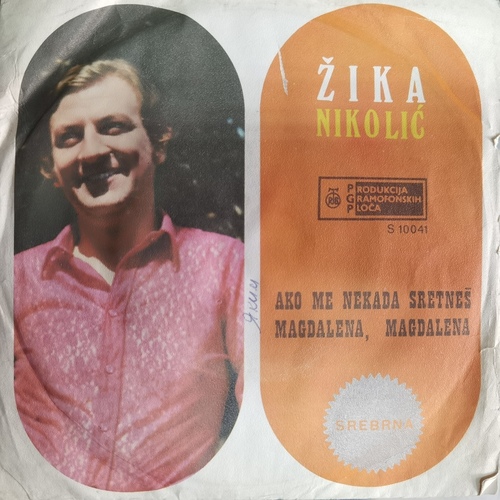 ŽIKA
NIKOLIĆ
PRODUKCIJA
GRAMOFONSKIH
PLOČA
S 10041
AKO ME NEKADA SRETNEŠ
MAGDALENA, MAGDALENA
SREBRNA